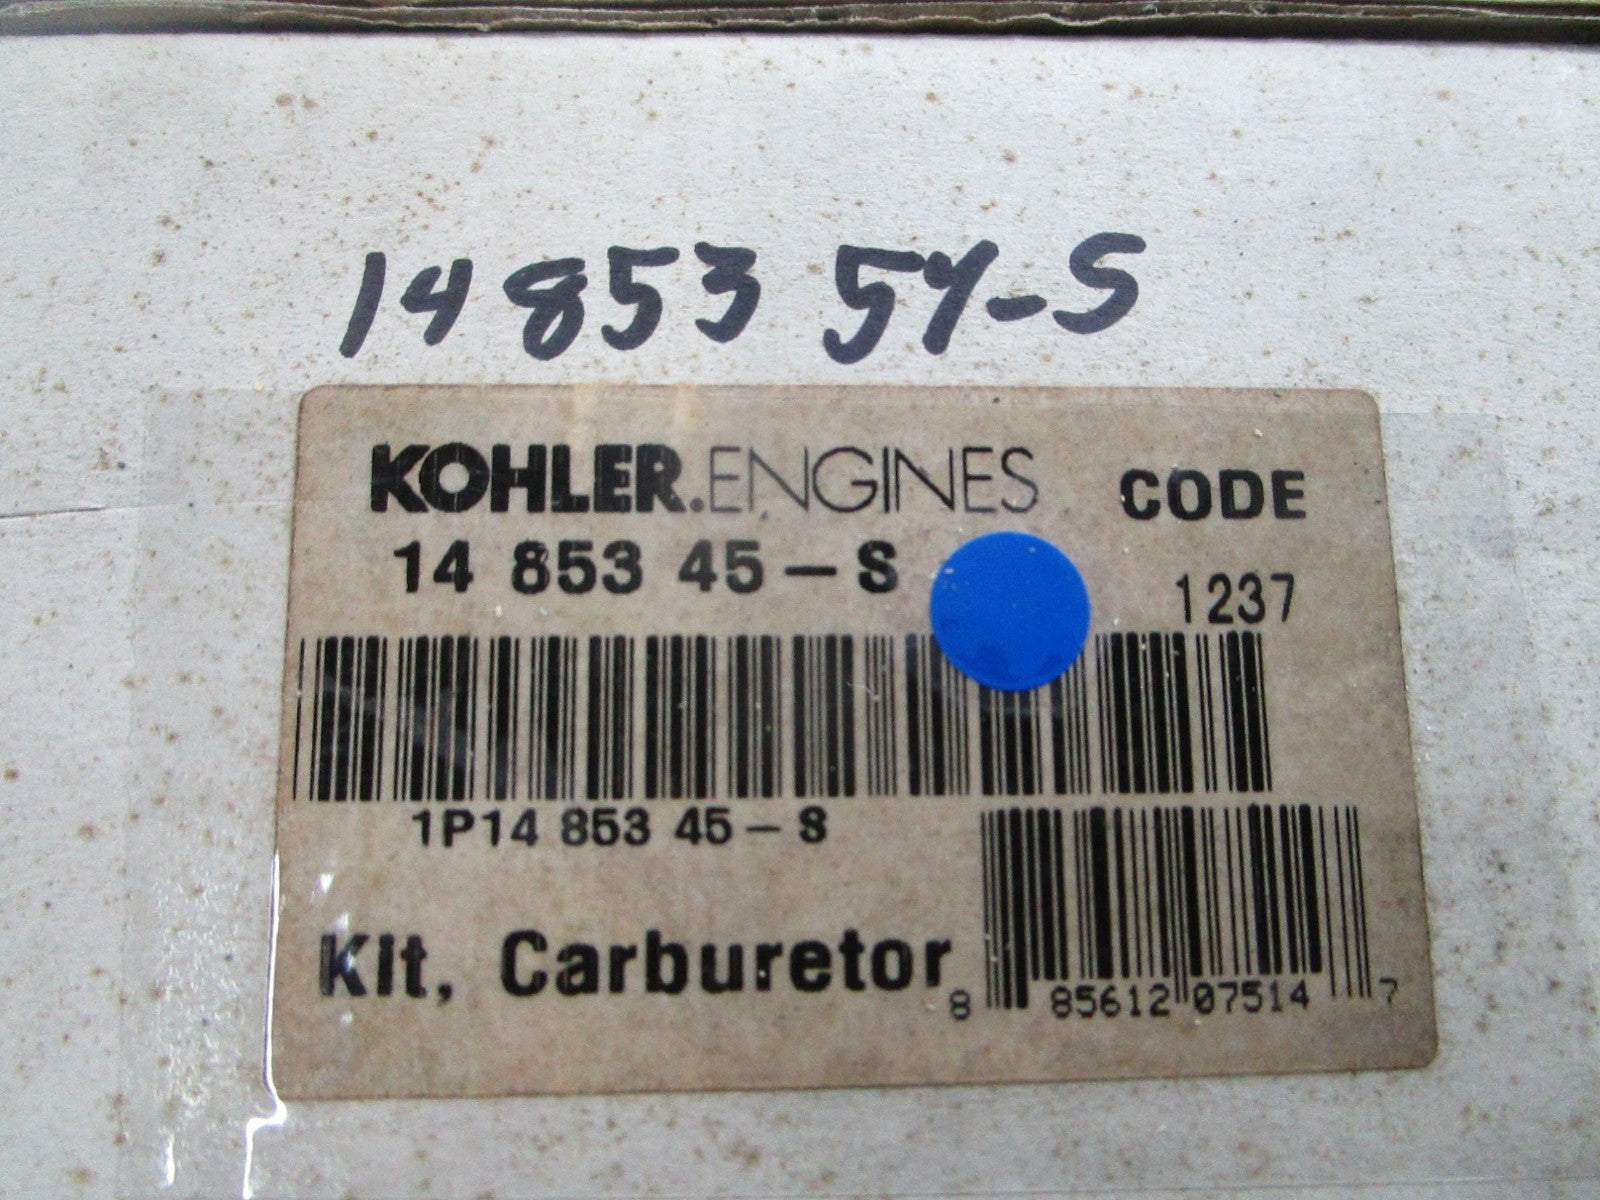 14 853 54-S
KOHLER.ENGINES CODE
14 853 45-S 1237
1P14 853 45-S
Kit, Carburetor
8 85612 07514 7